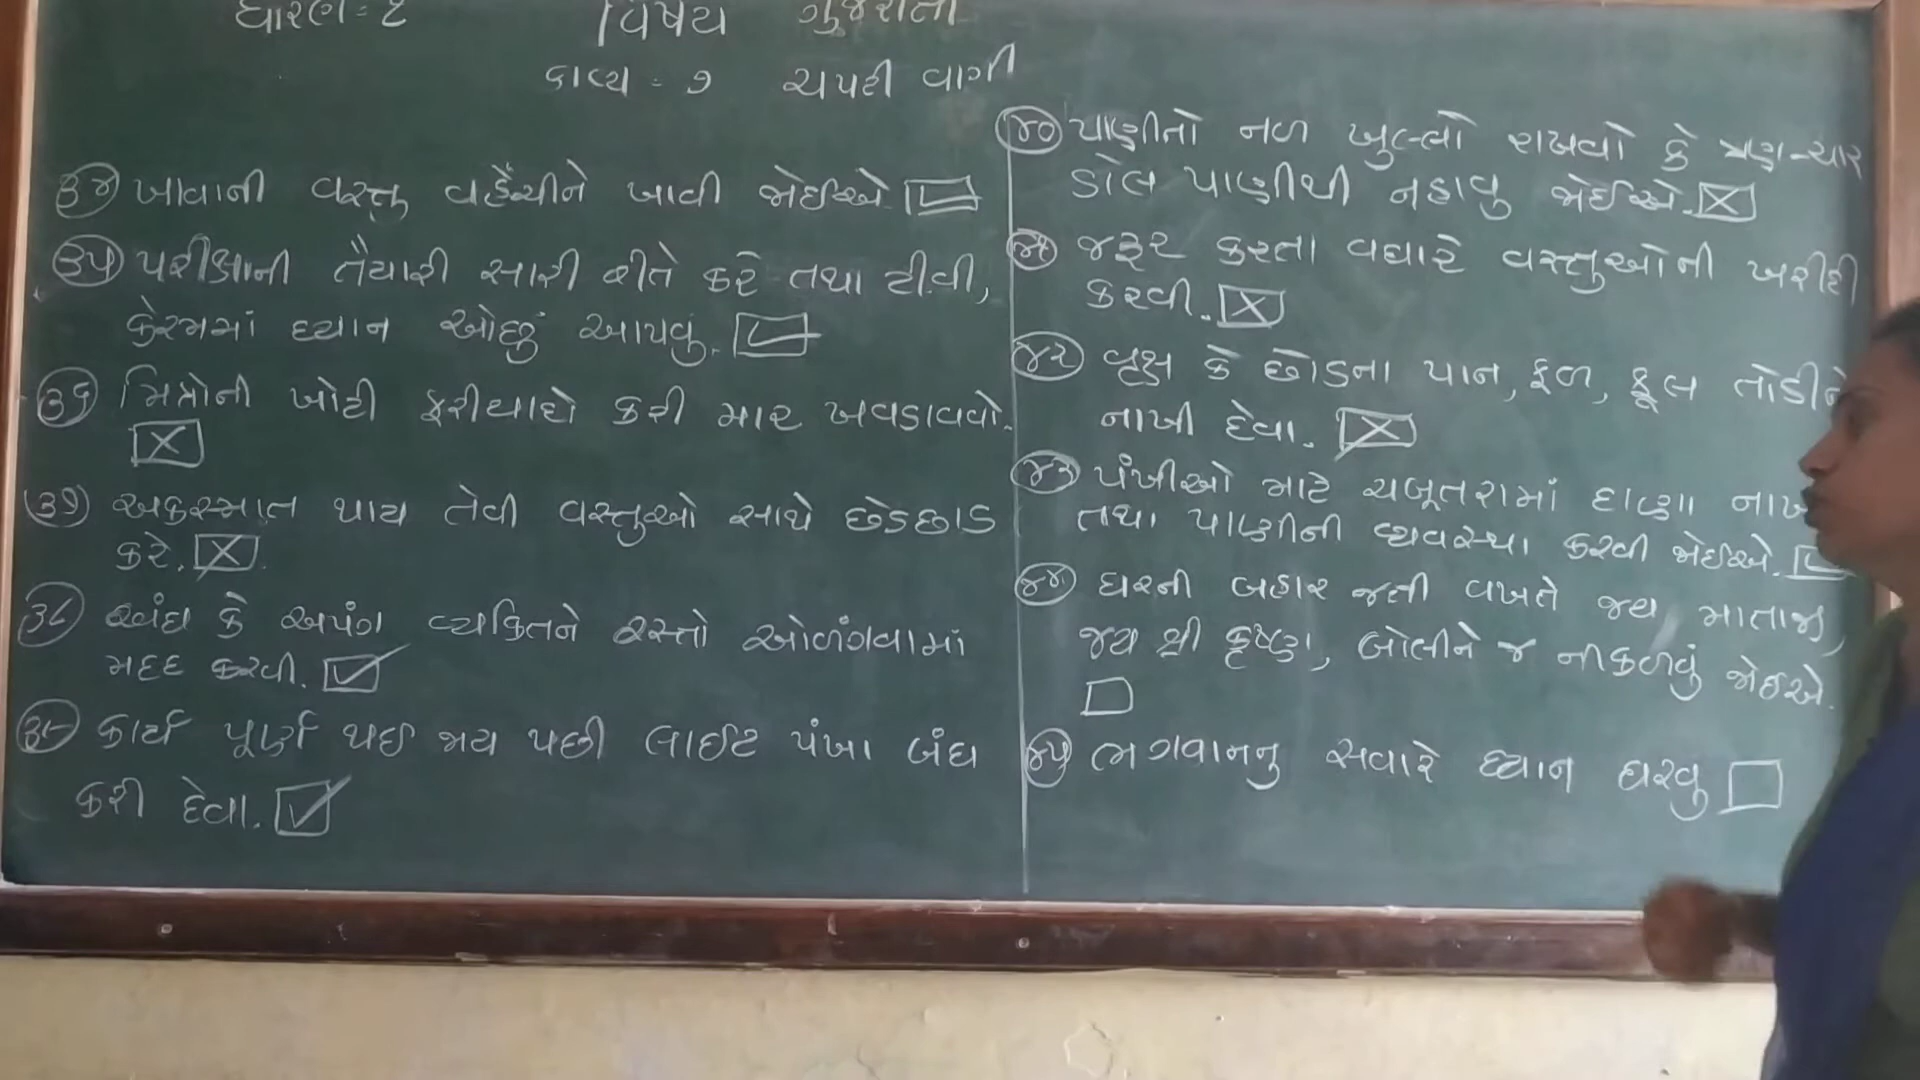 ધોરણ = ૮ વિષય ગુજરાતી
કાવ્ય = ૭ ચપટી વાગી
૩૪ ખાવાની વસ્તુ વહેંચીને ખાવી જોઈએ
૩૫ પરીક્ષાની તૈયારી સારી રીતે કરે તથા ટી.વી,
કેરમમાં ધ્યાન ઓછું આપવું.
૩૬ મિત્રોની ખોટી ફરીયાદો કરી માર ખવડાવવો.
૩૭ અકસ્માત થાય તેવી વસ્તુઓ સાથે છેડછાડ
કરે.
૩૮ અંધ કે અપંગ વ્યકિતને રસ્તો ઓળંગવામાં
મદદ કરવી.
૩૯ કાર્ય પૂર્ણ થઈ જાય પછી લાઈટ પંખા બંધ
કરી દેવા.
૪૦ પાણીનો નળ ખુલ્લો રાખવો કે ત્રણ-ચાર
ડોલ પાણીથી નહાવુ જોઈએ.
૪૧ જરૂર કરતા વધારે વસ્તુઓની ખરીદી
કરવી.
૪૨ વૃક્ષ કે છોડના પાન, ફળ, ફૂલ તોડીને
નાખી દેવા.
૪૩ પંખીઓ માટે ચબૂતરામાં દાણા
તથા પાણીની વ્યવસ્થા કરવી જોઈએ.
૪૪ ઘરની બહાર જતી વખતે જય માતાજી,
જય શ્રી કૃષ્ણ, બોલીને જ નીકળવું જોઈએ.
૪૫ ભગવાનનુ સવારે ધ્યાન ધરવુ